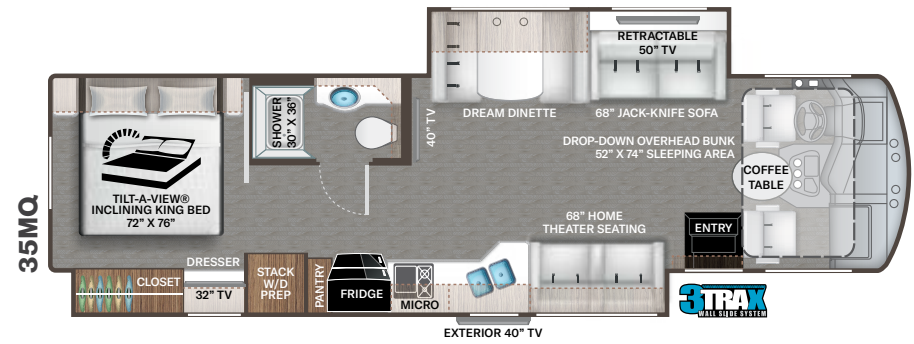 35MQ
TILT-A-VIEW®
INCLINING KING BED
72" X 76"
SHOWER
30" X 36"
40" TV
DREAM DINETTE
RETRACTABLE
50" TV
68" JACK-KNIFE SOFA
DROP-DOWN OVERHEAD BUNK
52" X 74" SLEEPING AREA
COFFEE
TABLE
68" HOME
THEATER SEATING
ENTRY
DRESSER
CLOSET
32" TV
STACK
W/D
PREP
PANTRY
FRIDGE
MICRO
EXTERIOR 40" TV
3TRAX
WALL SLIDE SYSTEM